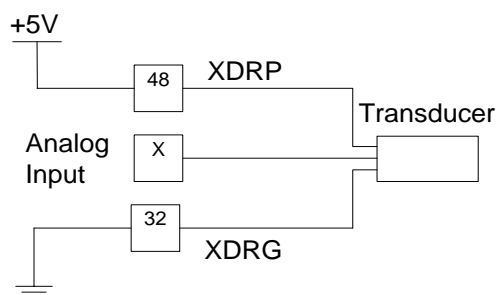 +5V
48
XDRP
Transducer
Analog
Input
X
32
XDRG